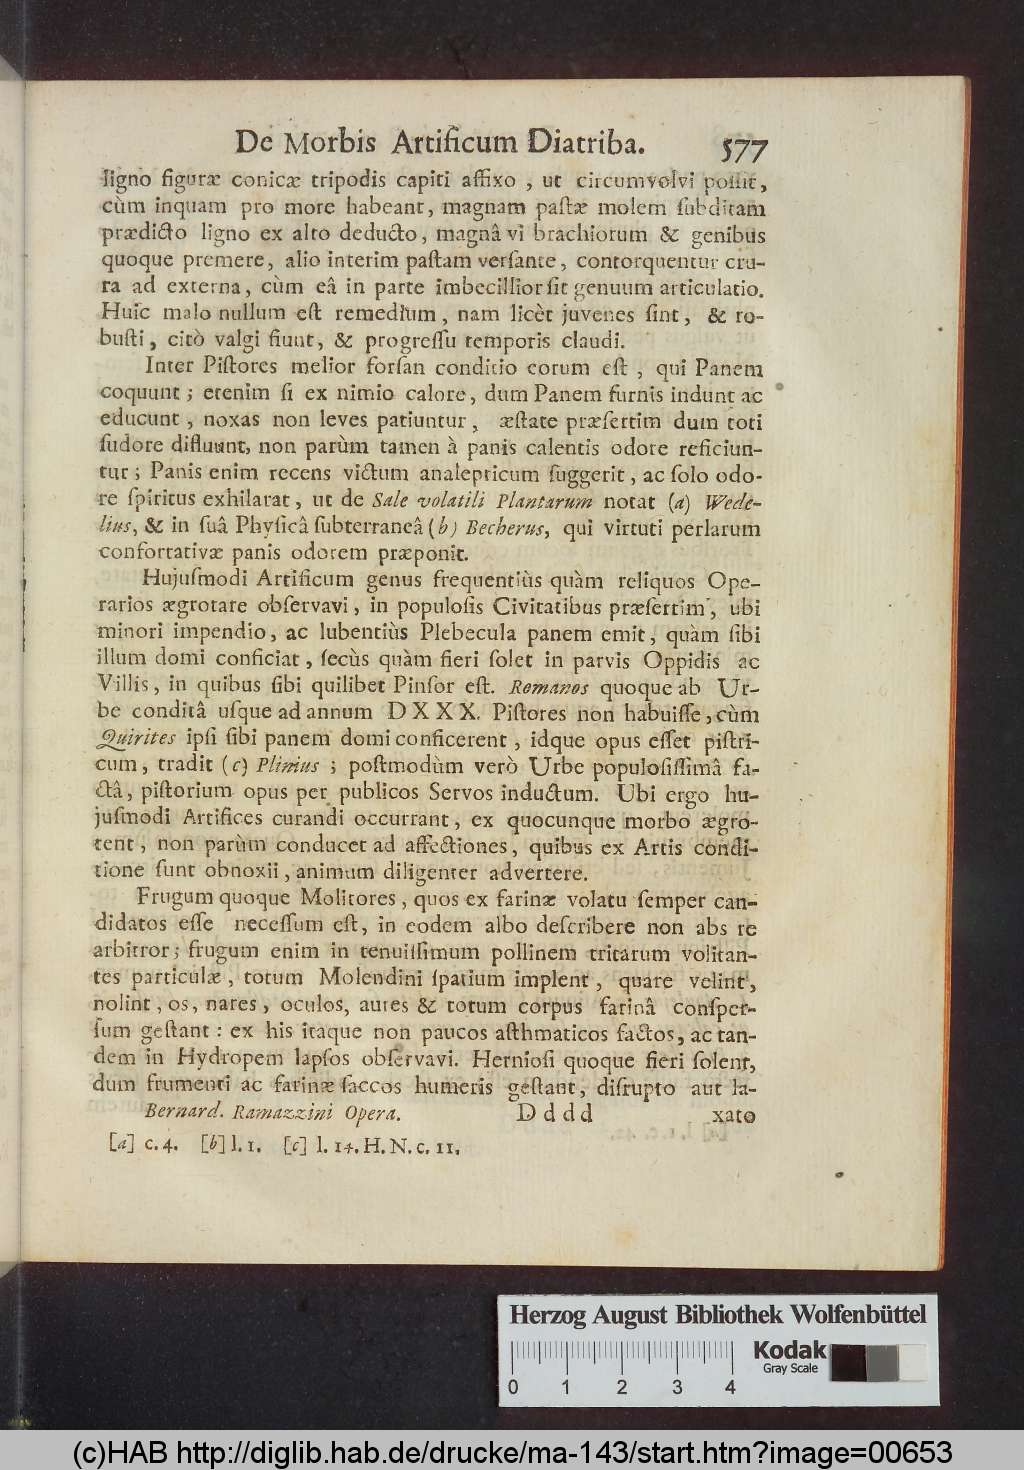 De Morbis Artificum Diatriba. 577
ligno figuræ conicæ tripodis capiti affixo , ut circumvolvi poſſit,
cùm inquam pro more habeant, magnam paſtæ molem ſubditam
prædicto ligno ex alto deducto, magnâ vi brachiorum & genibus
quoque premere, alio interim paſtam verſante, contorquentur cru-
ra ad externa, cùm eâ in parte imbecillior ſit genuum articulatio.
Huic malo nullum eſt remedium, nam licèt juvenes ſint, & ro-
buſti, citò valgi fiunt, & progreſſu temporis claudi.
Inter Piſtores melior forſan conditio eorum eſt , qui Panem
coquunt; etenim ſi ex nimio calore, dum Panem furnis indunt ac
educunt, noxas non leves patiuntur, æſtate præſertim dum toti
ſudore difluunt, non parùm tamen à panis calentis odore reficiun-
tur; Panis enim recens victum analepticum ſuggerit, ac ſolo odo-
re ſpiritus exhilarat, ut de Sale volatili Plantarum notat (a) Wede-
lius, & in ſuâ Phyſicâ ſubterraneâ (b) Becherus, qui virtuti perlarum
confortativæ panis odorem præponit.
Hujuſmodi Artificum genus frequentiùs quàm reliquos Ope-
rarios ægrotare obſervavi, in populoſis Civitatibus præſertim, ubi
minori impendio, ac lubentiùs Plebecula panem emit, quàm ſibi
illum domi conficiat, ſecùs quàm fieri ſolet in parvis Oppidis ac
Villis, in quibus ſibi quilibet Pinſor eſt. Romanos quoque ab Ur-
be conditâ uſque ad annum D X X X. Piſtores non habuiſſe, cùm
Quirites ipſi ſibi panem domi conficerent , idque opus eſſet piſtri-
cum, tradit (c) Plinius ; poſtmodùm verò Urbe populoſiſſimâ fa-
ctâ, piſtorium opus per publicos Servos inductum. Ubi ergo hu-
juſmodi Artifices curandi occurrant, ex quocunque morbo ægro-
tent, non parùm conducet ad affectiones, quibus ex Artis condi-
tione ſunt obnoxii, animum diligenter advertere.
Frugum quoque Molitores, quos ex farinæ volatu ſemper can-
didatos eſſe neceſſum eſt, in eodem albo deſcribere non abs re
arbitror; frugum enim in tenuiſſimum pollinem tritarum volitan-
tes particulæ, totum Molendini ſpatium implent, quare velint,
nolint, os, nares, oculos, aures & totum corpus farinâ conſper-
ſum geſtant: ex his itaque non paucos aſthmaticos factos, ac tan-
dem in Hydropem lapſos obſervavi. Hernioſi quoque fieri ſolent,
dum frumenti ac farinæ ſaccos humeris geſtant, diſrupto aut la-
Bernard. Ramazzini Opera. D d d d xato
[a] c. 4. [b] l. 1. [c] l. 14. H. N. c. 11.
Herzog August Bibliothek Wolfenbüttel
Kodak
Gray Scale
0 1 2 3 4
(c)HAB http://diglib.hab.de/drucke/ma-143/start.htm?image=00653